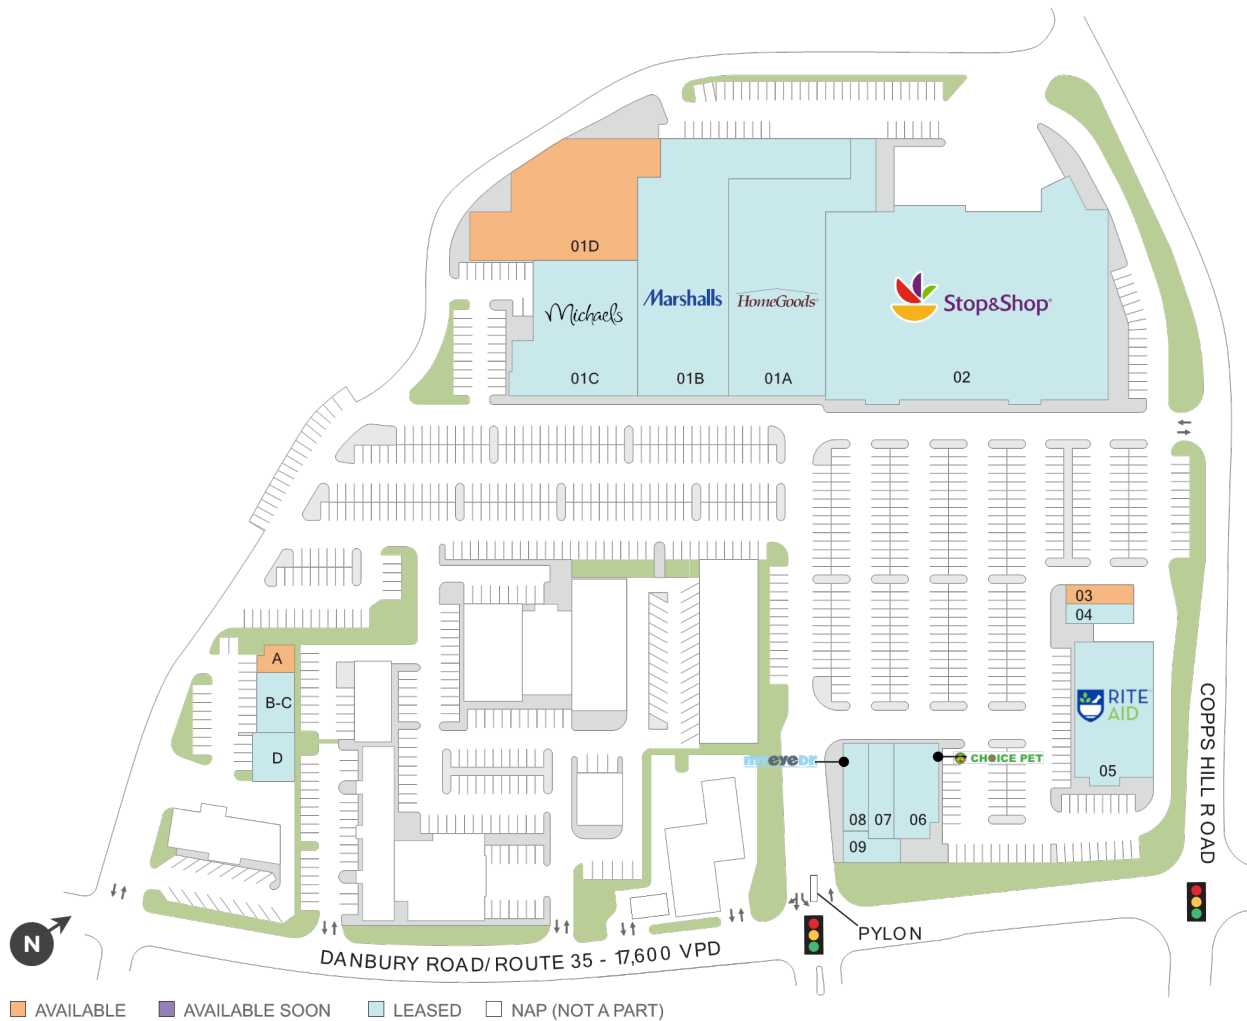 01D
Michaels
Marshalls
HomeGoods
Stop&Shop
01C
01B
01A
02
03
04
A
B-C
D
RITE
AID
05
myeyedr
CHOICE PET
08
07
06
09
COPPS HILL ROAD
PYLON
N
DANBURY ROAD/ROUTE 35 - 17,600 VPD
AVAILABLE
AVAILABLE SOON
LEASED
NAP (NOT A PART)